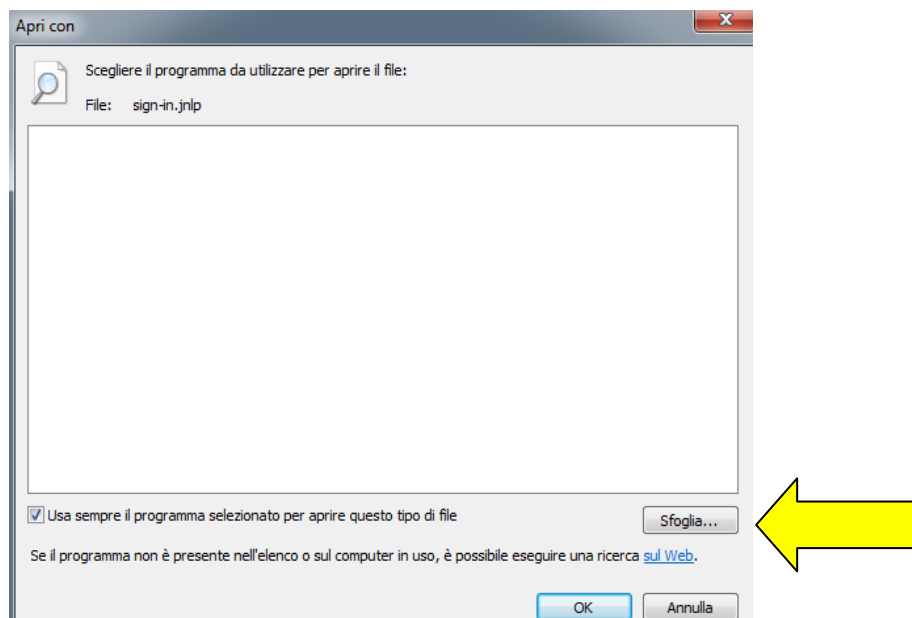 Apri con
Scegliere il programma da utilizzare per aprire il file:
File: sign-in.jnlp
Usa sempre il programma selezionato per aprire questo tipo di file
Sfoglia...
Se il programma non è presente nell'elenco o sul computer in uso, è possibile eseguire una ricerca sul Web.
OK Annulla